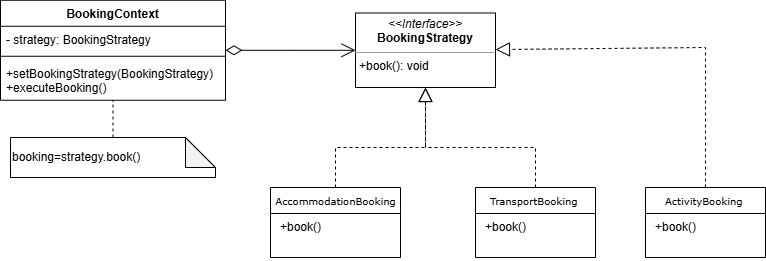 BookingContext
- strategy: BookingStrategy
+setBookingStrategy(BookingStrategy)
+executeBooking()
booking=strategy.book()
<<Interface>>
BookingStrategy
+book(): void
AccommodationBooking
+book()
TransportBooking
+book()
ActivityBooking
+book()